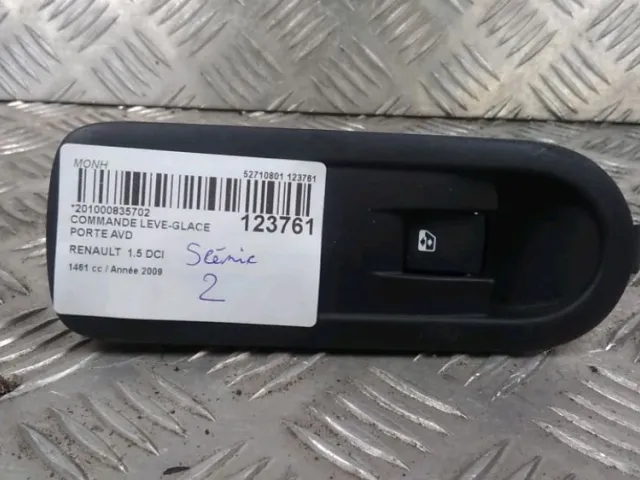 MONH
52710801 123761
*201000835702
123761
COMMANDE LEVE-GLACE
PORTE AVD
RENAULT 1.5 DCI
Scénic
1461 cc / Année 2009
2